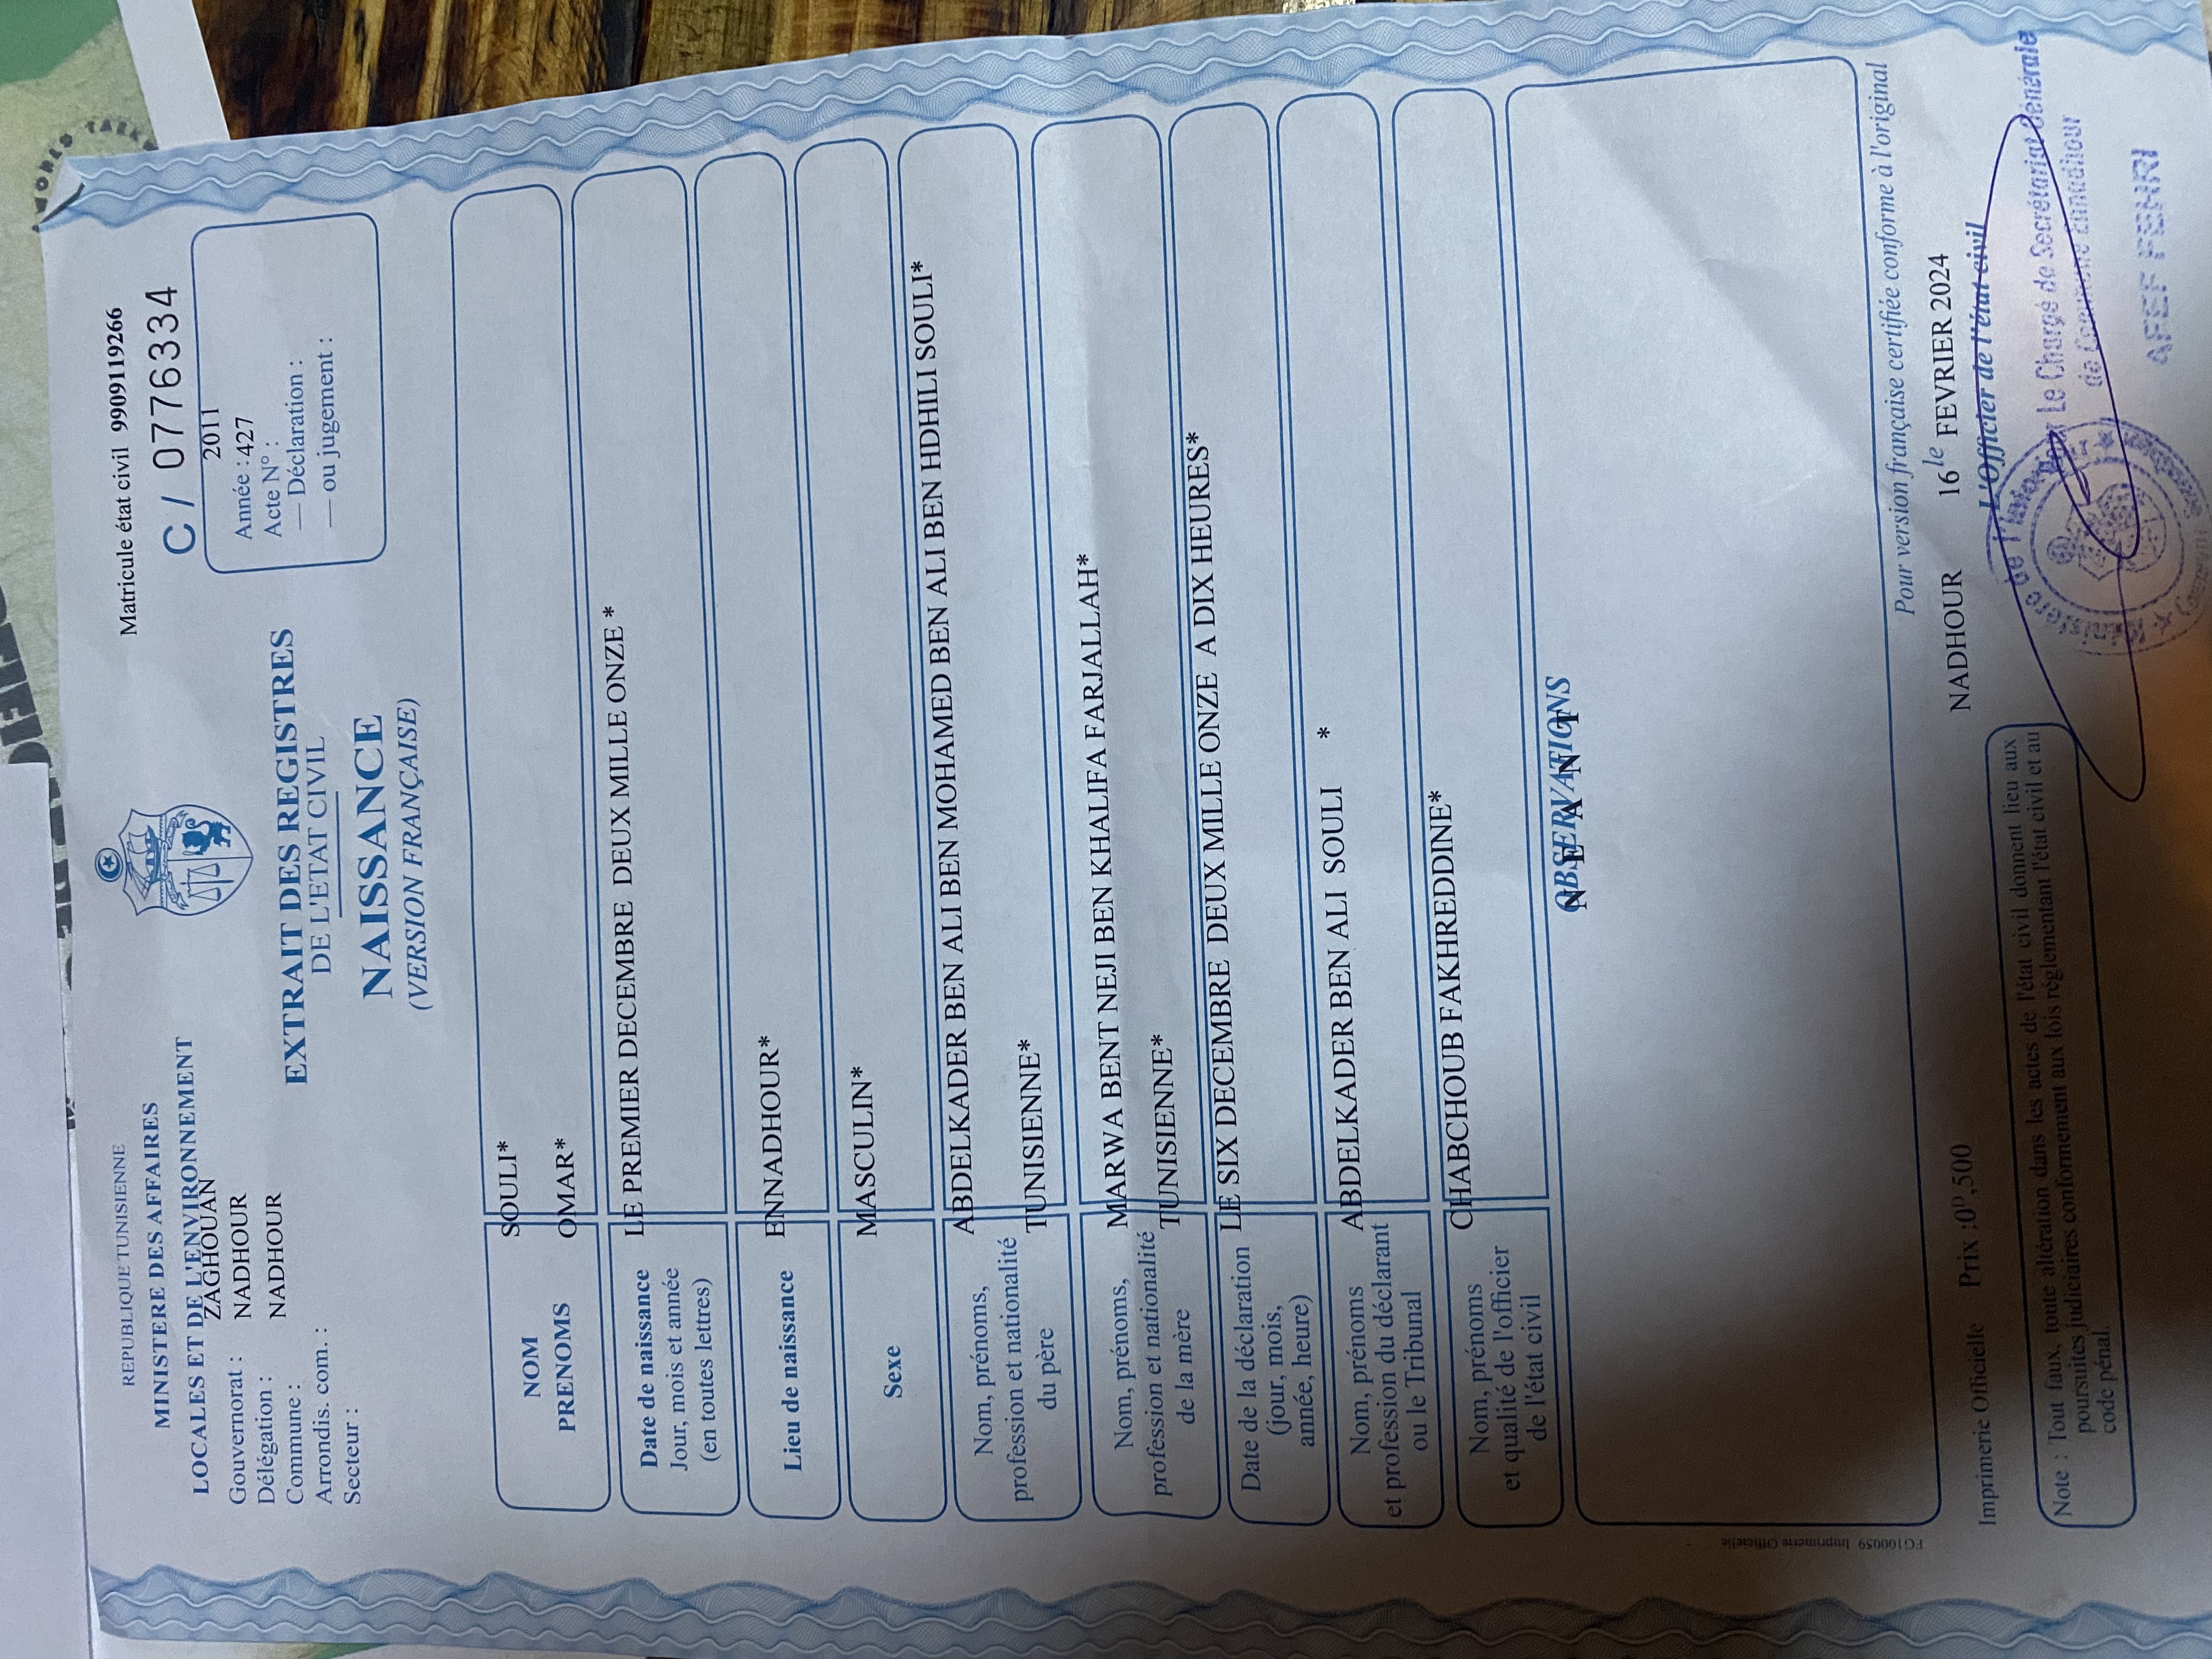 REPUBLIQUE TUNISIENNE
MINISTERE DES AFFAIRES
LOCALES ET DE L'ENVIRONNEMENT
ZAGHOUAN
Gouvernorat : NADHOUR
Délégation :
Commune : NADHOUR
Arrondis. com. :
Secteur :
Matricule état civil 9909119266
C / 0776334
2011
Année : 427
Acte N° :
— Déclaration :
— ou jugement :
EXTRAIT DES REGISTRES
DE L'ETAT CIVIL
NAISSANCE
(VERSION FRANÇAISE)
NOM
PRENOMS
SOULI*
OMAR*
Date de naissance
Jour, mois et année
(en toutes lettres)
LE PREMIER DECEMBRE DEUX MILLE ONZE *
Lieu de naissance
ENNADHOUR*
Sexe
MASCULIN*
Nom, prénoms,
profession et nationalité
du père
ABDELKADER BEN ALI BEN MOHAMED BEN ALI BEN HDHILI SOULI*
TUNISIENNE*
Nom, prénoms,
profession et nationalité
de la mère
MARWA BENT NEJI BEN KHALIFA FARJALLAH*
TUNISIENNE*
Date de la déclaration
(jour, mois,
année, heure)
LE SIX DECEMBRE DEUX MILLE ONZE A DIX HEURES*
Nom, prénoms
et profession du déclarant
ou le Tribunal
ABDELKADER BEN ALI SOULI *
Nom, prénoms
et qualité de l'officier
de l'état civil
CHABCHOUB FAKHREDDINE*
OBSERVATIONS
N E A N T
Pour version française certifiée conforme à l'original
NADHOUR 16 le FEVRIER 2024
L'Officier de l'état civil
Le Chargé de Secrétariat Générale
de Commune Ennadhour
AFEF FEHRI
Ministère de l'Intérieur
Imprimerie Officielle Prix :0ᴰ,500
Note : Tout faux, toute altération dans les actes de l'état civil donnent lieu aux
poursuites judiciaires conformement aux lois réglementant l'état civil et au
code pénal.
FG100059 Imprimerie Officielle
WORLD